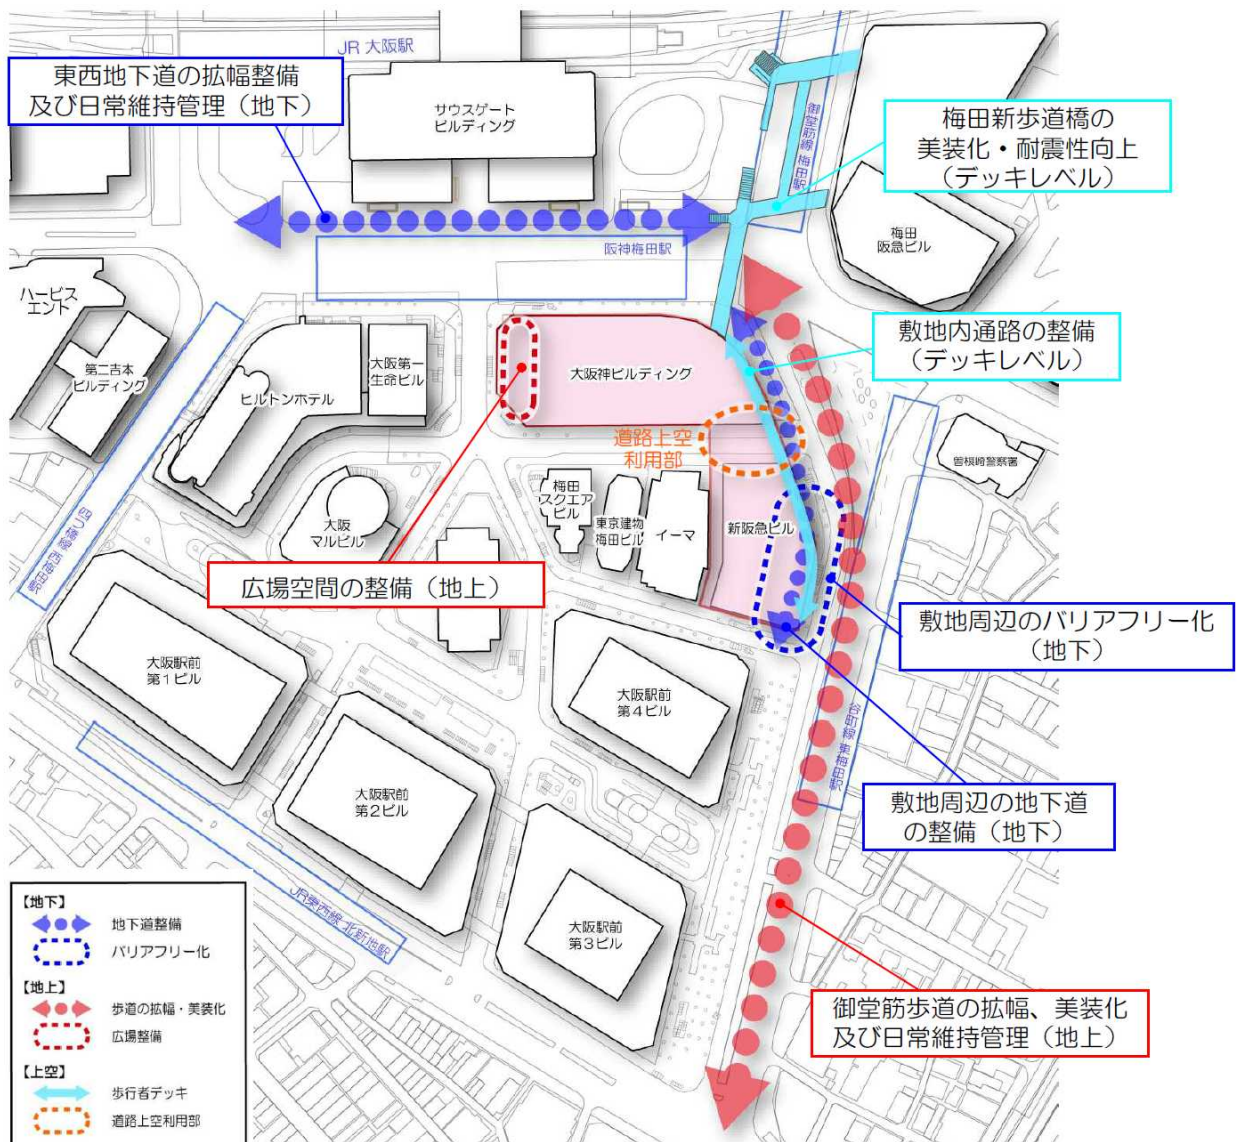 JR 大阪駅
東西地下道の拡幅整備
及び日常維持管理（地下）
サウスゲート
ビルディング
御堂筋線 梅田駅
梅田新歩道橋の
美装化・耐震性向上
（デッキレベル）
梅田
阪急ビル
阪神梅田駅
ハービス
エント
第二吉本
ビルディング
ヒルトンホテル
大阪第一
生命ビル
大阪神ビルディング
敷地内通路の整備
（デッキレベル）
道路上空
利用部
曽根崎警察署
四つ橋線 西梅田駅
大阪
マルビル
梅田
スクエア
ビル
東京建物
梅田ビル
イーマ
新阪急ビル
広場空間の整備（地上）
敷地周辺のバリアフリー化
（地下）
大阪駅前
第1ビル
大阪駅前
第4ビル
谷町線 東梅田駅
大阪駅前
第2ビル
敷地周辺の地下道
の整備（地下）
JR東西線 北新地駅
大阪駅前
第3ビル
御堂筋歩道の拡幅、美装化
及び日常維持管理（地上）
【地下】
地下道整備
バリアフリー化
【地上】
歩道の拡幅・美装化
広場整備
【上空】
歩行者デッキ
道路上空利用部